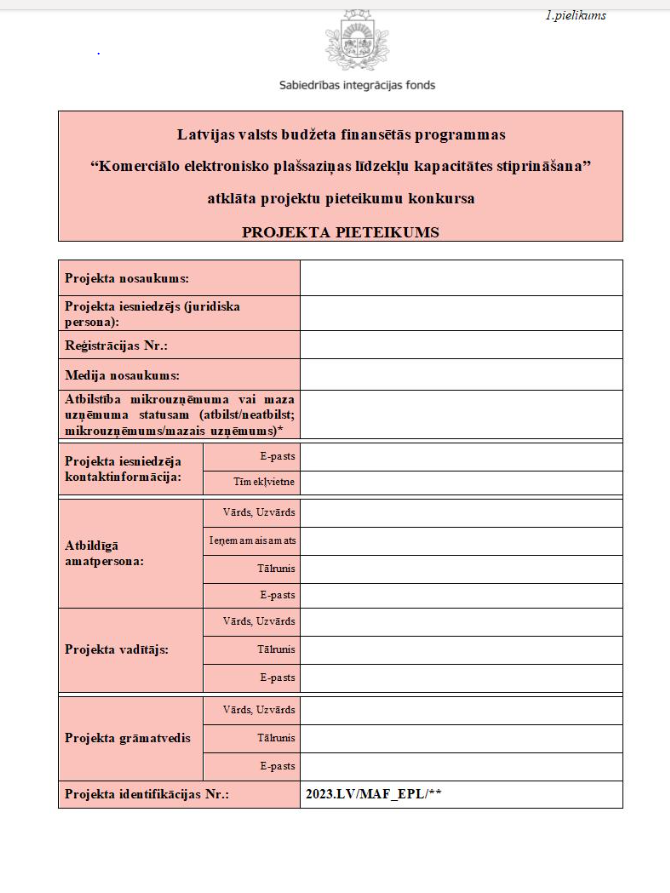 1.pielikums
Sabiedrības integrācijas fonds
Latvijas valsts budžeta finansētās programmas
“Komerciālo elektronisko plašsaziņas līdzekļu kapacitātes stiprināšana”
atklāta projektu pieteikumu konkursa
PROJEKTA PIETEIKUMS
Projekta nosaukums:
Projekta iesniedzējs (juridiska
persona):
Reģistrācijas Nr.:
Medija nosaukums:
Atbilstība mikrouzņēmuma vai maza
uzņēmuma statusam (atbilst/neatbilst;
mikrouzņēmums/mazais uzņēmums)*
Projekta iesniedzēja
kontaktinformācija:
E-pasts
Tīmekļvietne
Atbildīgā
amatpersona:
Vārds, Uzvārds
Ieņemamais amats
Tālrunis
E-pasts
Projekta vadītājs:
Vārds, Uzvārds
Tālrunis
E-pasts
Projekta grāmatvedis
Vārds, Uzvārds
Tālrunis
E-pasts
Projekta identifikācijas Nr.:
2023.LV/MAF_EPL/**